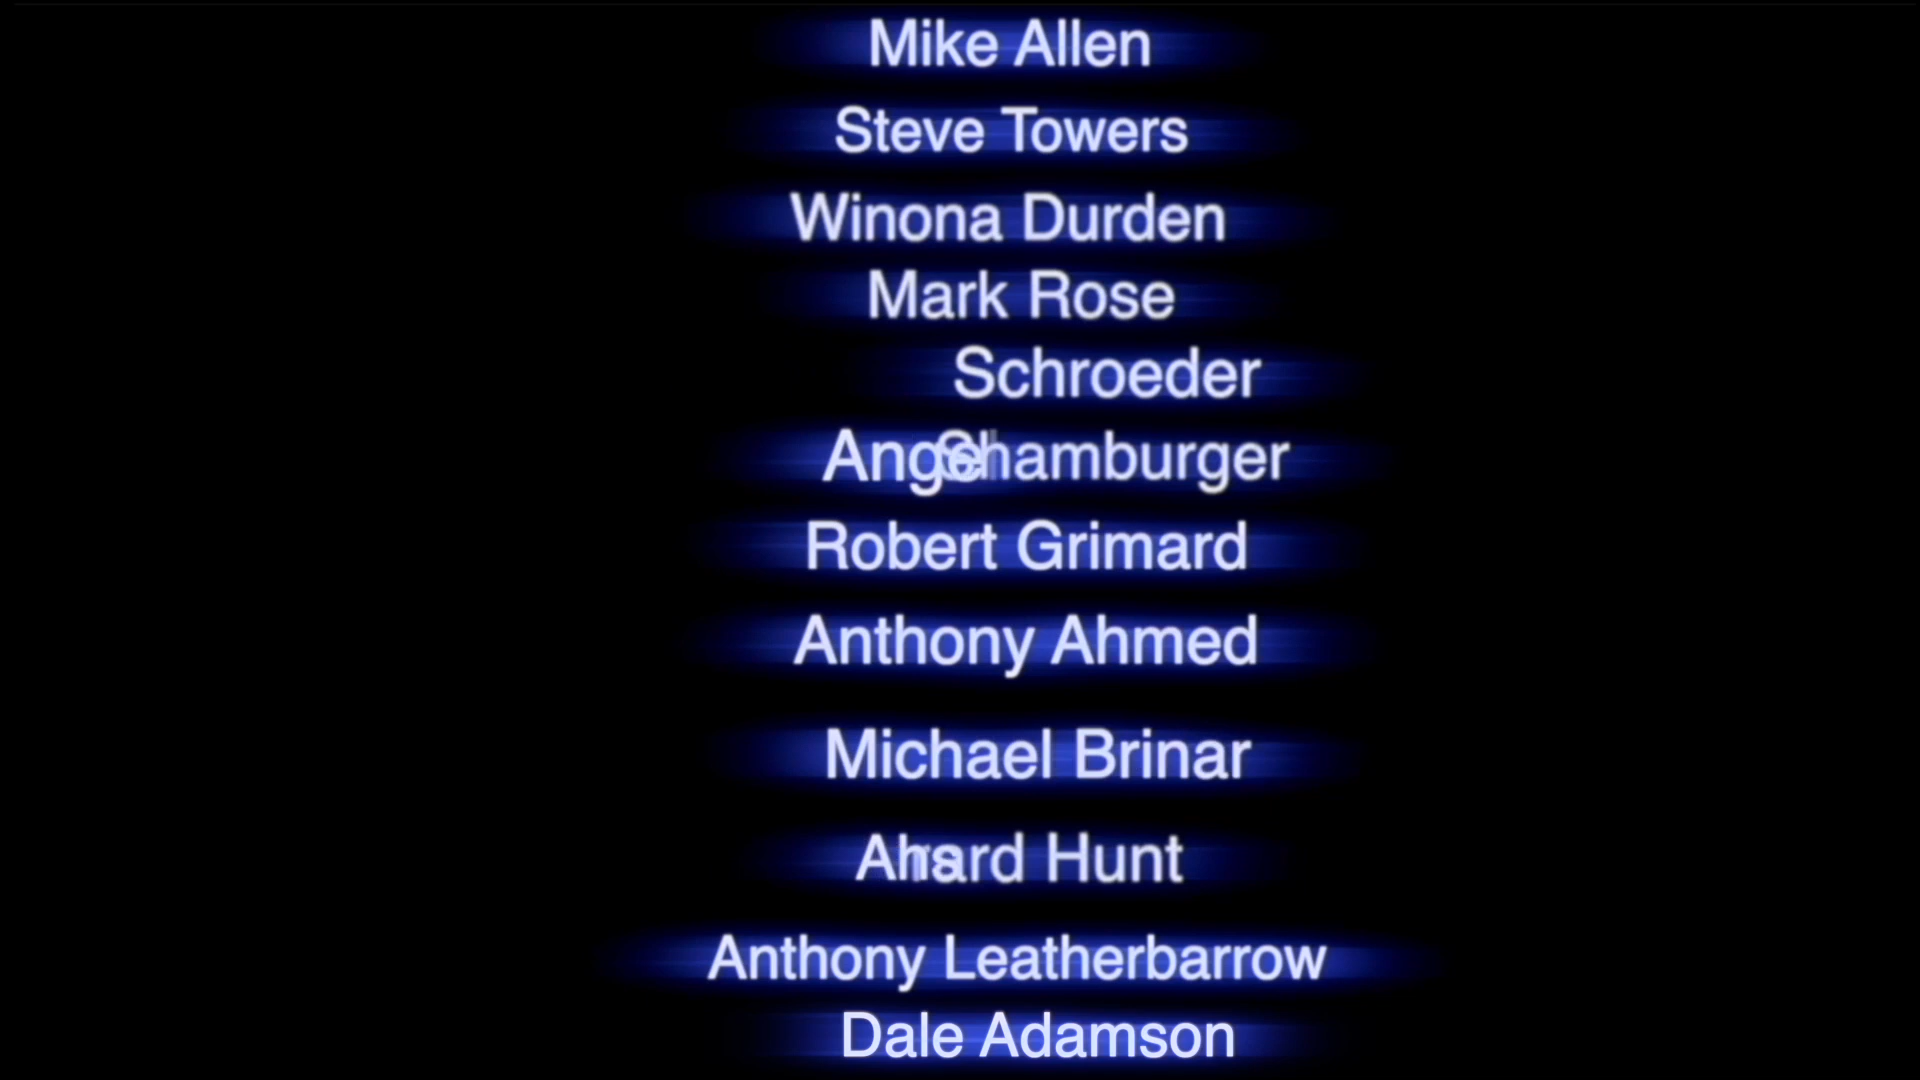 Mike Allen
Steve Towers
Winona Durden
Mark Rose
Schroeder
Robert Grimard
Anthony Ahmed
Michael Brinar
Hunt
Anthony Leatherbarrow
Dale Adamson